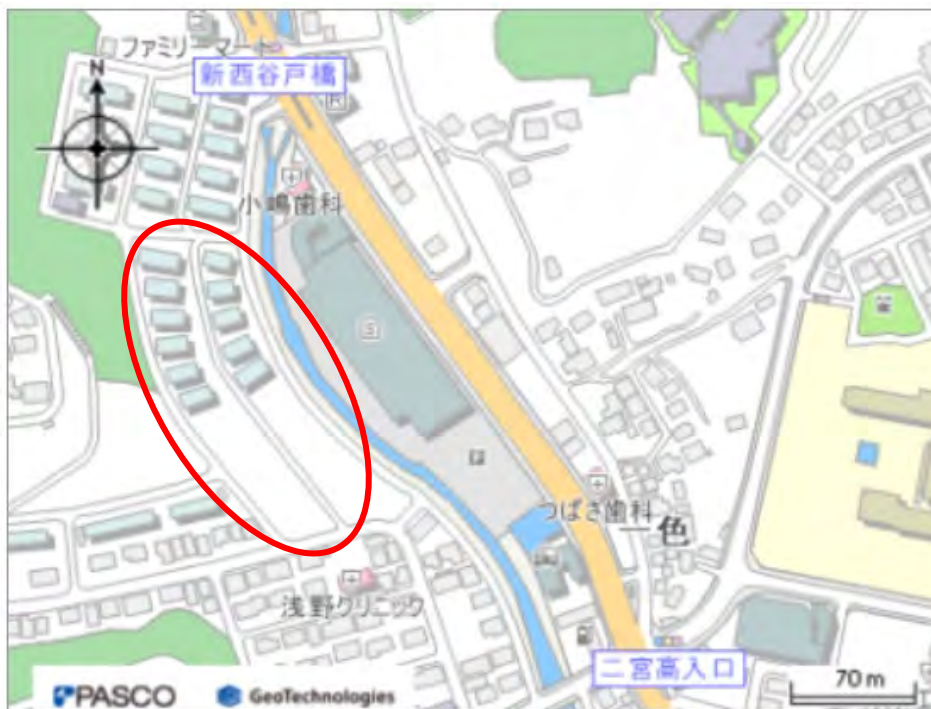 ファミリーマート
N
新西谷戸橋
小嶋歯科
S
P
つばさ歯科
一色
浅野クリニック
二宮高入口
70 m
PASCO
GeoTechnologies